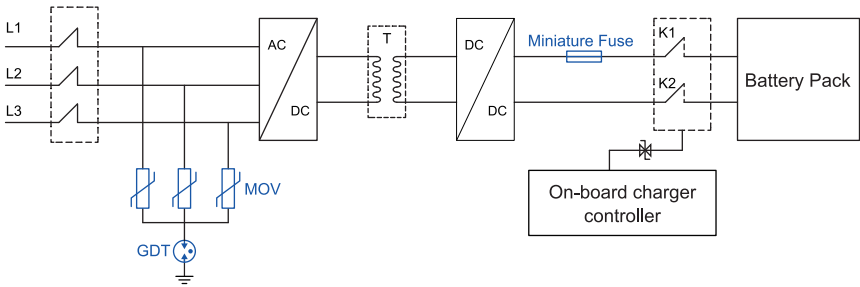 L1
L2
L3
AC
DC
T
DC
DC
Miniature Fuse
K1
K2
Battery Pack
MOV
GDT
On-board charger
controller